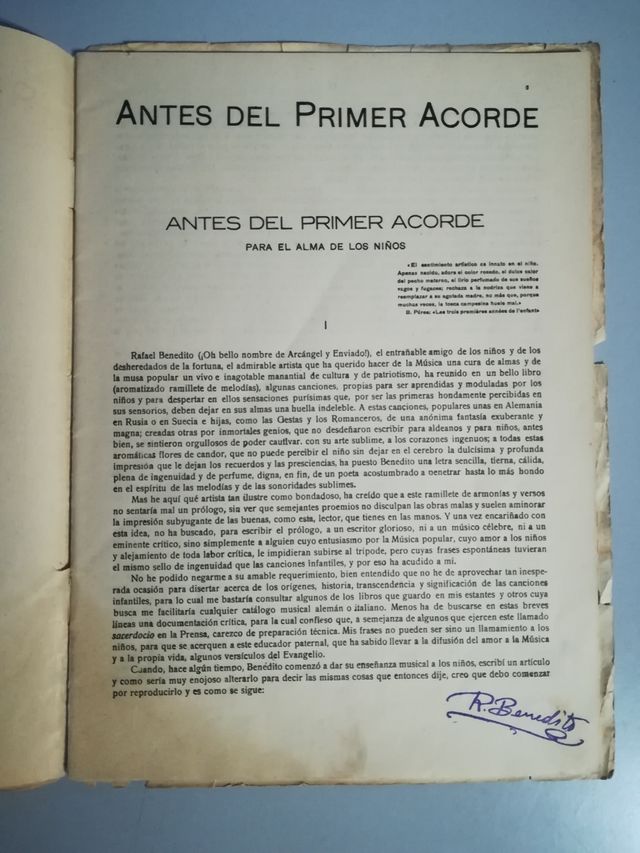 ANTES DEL PRIMER ACORDE
ANTES DEL PRIMER ACORDE
PARA EL ALMA DE LOS NIÑOS
«El sentimiento artístico es innato en el niño.
Apenas nacido, adora el color rosado, el dulce calor
del pecho materno, el lirio perfumado de sus sueños
vagos y fugaces; rechaza a la nodriza que viene a
reemplazar a su agotada madre, no más que, porque
muchas veces, la tosca campesina huele mal.»
B. Pérez: «Les trois premières années de l'enfant»
I
Rafael Benedito (¡Oh bello nombre de Arcángel y Enviado!), el entrañable amigo de los niños y de los
desheredados de la fortuna, el admirable artista que ha querido hacer de la Música una cura de almas y de
la musa popular un vivo e inagotable manantial de cultura y de patriotismo, ha reunido en un bello libro
(aromatizado ramillete de melodías), algunas canciones, propias para ser aprendidas y moduladas por los
niños y para despertar en ellos sensaciones purísimas que, por ser las primeras hondamente percibidas en
sus sensorios, deben dejar en sus almas una huella indeleble. A estas canciones, populares unas en Alemania
en Rusia o en Suecia e hijas, como las Gestas y los Romanceros, de una anónima fantasía exuberante y
magna; creadas otras por inmortales genios, que no desdeñaron escribir para aldeanos y para niños, antes
bien, se sintieron orgullosos de poder cautivar. con su arte sublime, a los corazones ingenuos; a todas estas
aromáticas flores de candor, que no puede percibir el niño sin dejar en el cerebro la dulcísima y profunda
impresión que le dejan los recuerdos y las presciencias, ha puesto Benedito una letra sencilla, tierna, cálida,
plena de ingenuidad y de perfume, digna, en fin, de un poeta acostumbrado a penetrar hasta lo más hondo
en el espíritu de las melodías y de las sonoridades sublimes.
Mas he aquí qué artista tan ilustre como bondadoso, ha creído que a este ramillete de armonías y versos
no sentaría mal un prólogo, sin ver que semejantes proemios no disculpan las obras malas y suelen aminorar
la impresión subyugante de las buenas, como esta, lector, que tienes en las manos. Y una vez encariñado con
esta idea, no ha buscado, para escribir el prólogo, a un escritor glorioso, ni a un músico célebre, ni a un
eminente crítico, sino simplemente a alguien cuyo entusiasmo por la Música popular, cuyo amor a los niños
y alejamiento de toda labor crítica, le impidieran subirse al trípode, pero cuyas frases espontáneas tuvieran
el mismo sello de ingenuidad que las canciones infantiles, y por eso ha acudido a mí.
No he podido negarme a su amable requerimiento, bien entendido que no he de aprovechar tan inespe-
rada ocasión para disertar acerca de los orígenes, historia, transcendencia y significación de las canciones
infantiles, para lo cual me bastaría consultar algunos de los libros que guardo en mis estantes y otros cuya
busca me facilitaría cualquier catálogo musical alemán o italiano. Menos ha de buscarse en estas breves
líneas una documentación crítica, para la cual confieso que, a semejanza de algunos que ejercen este llamado
sacerdocio en la Prensa, carezco de preparación técnica. Mis frases no pueden ser sino un llamamiento a los
niños, para que se acerquen a este educador paternal, que ha sabido llevar a la difusión del amor a la Música
y a la propia vida, algunos versículos del Evangelio.
Cuando, hace algún tiempo, Benedito comenzó a dar su enseñanza musical a los niños, escribí un artículo
y como sería muy enojoso alterarlo para decir las mismas cosas que entonces dije, creo que debo comenzar
por reproducirlo y es como se sigue:
R. Benedito